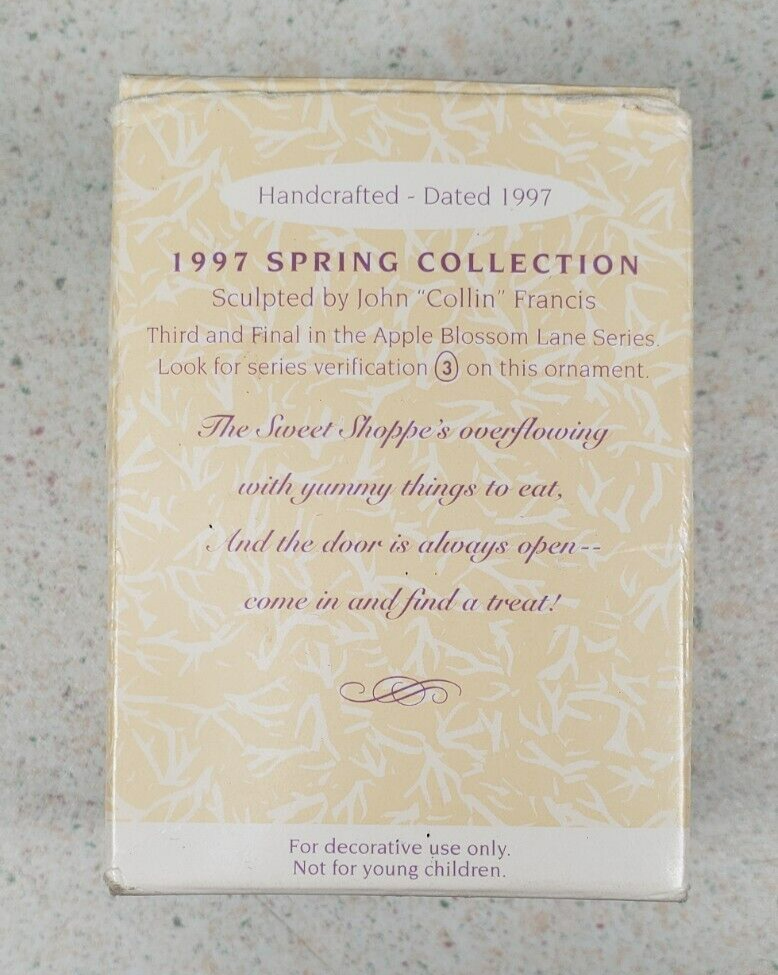 Handcrafted - Dated 1997
1997 SPRING COLLECTION
Sculpted by John "Collin" Francis
Third and Final in the Apple Blossom Lane Series.
Look for series verification 3 on this ornament.
The Sweet Shoppe's overflowing
with yummy things to eat,
And the door is always open--
come in and find a treat!
For decorative use only.
Not for young children.